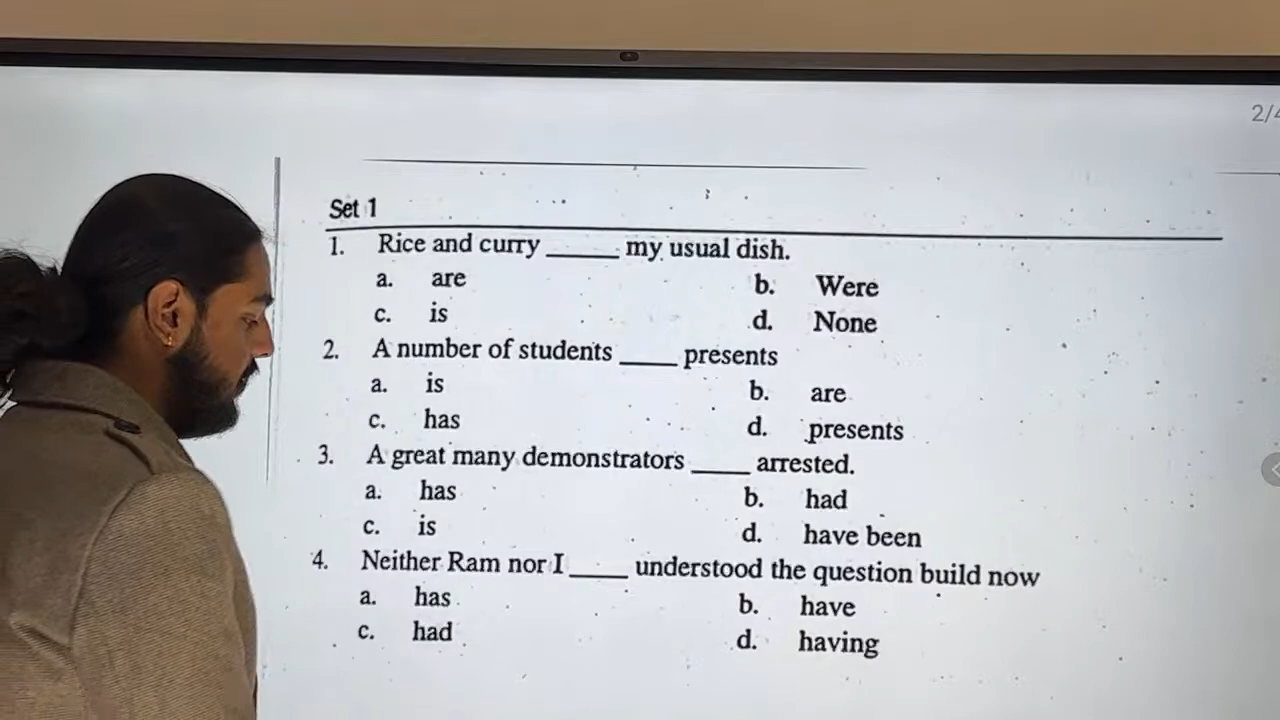 2/4
Set 1
1. Rice and curry _____ my usual dish.
a. are b. Were
c. is d. None
2. A number of students _____ presents
a. is b. are
c. has d. presents
3. A great many demonstrators _____ arrested.
a. has b. had
c. is d. have been
4. Neither Ram nor I _____ understood the question build now
a. has b. have
c. had d. having